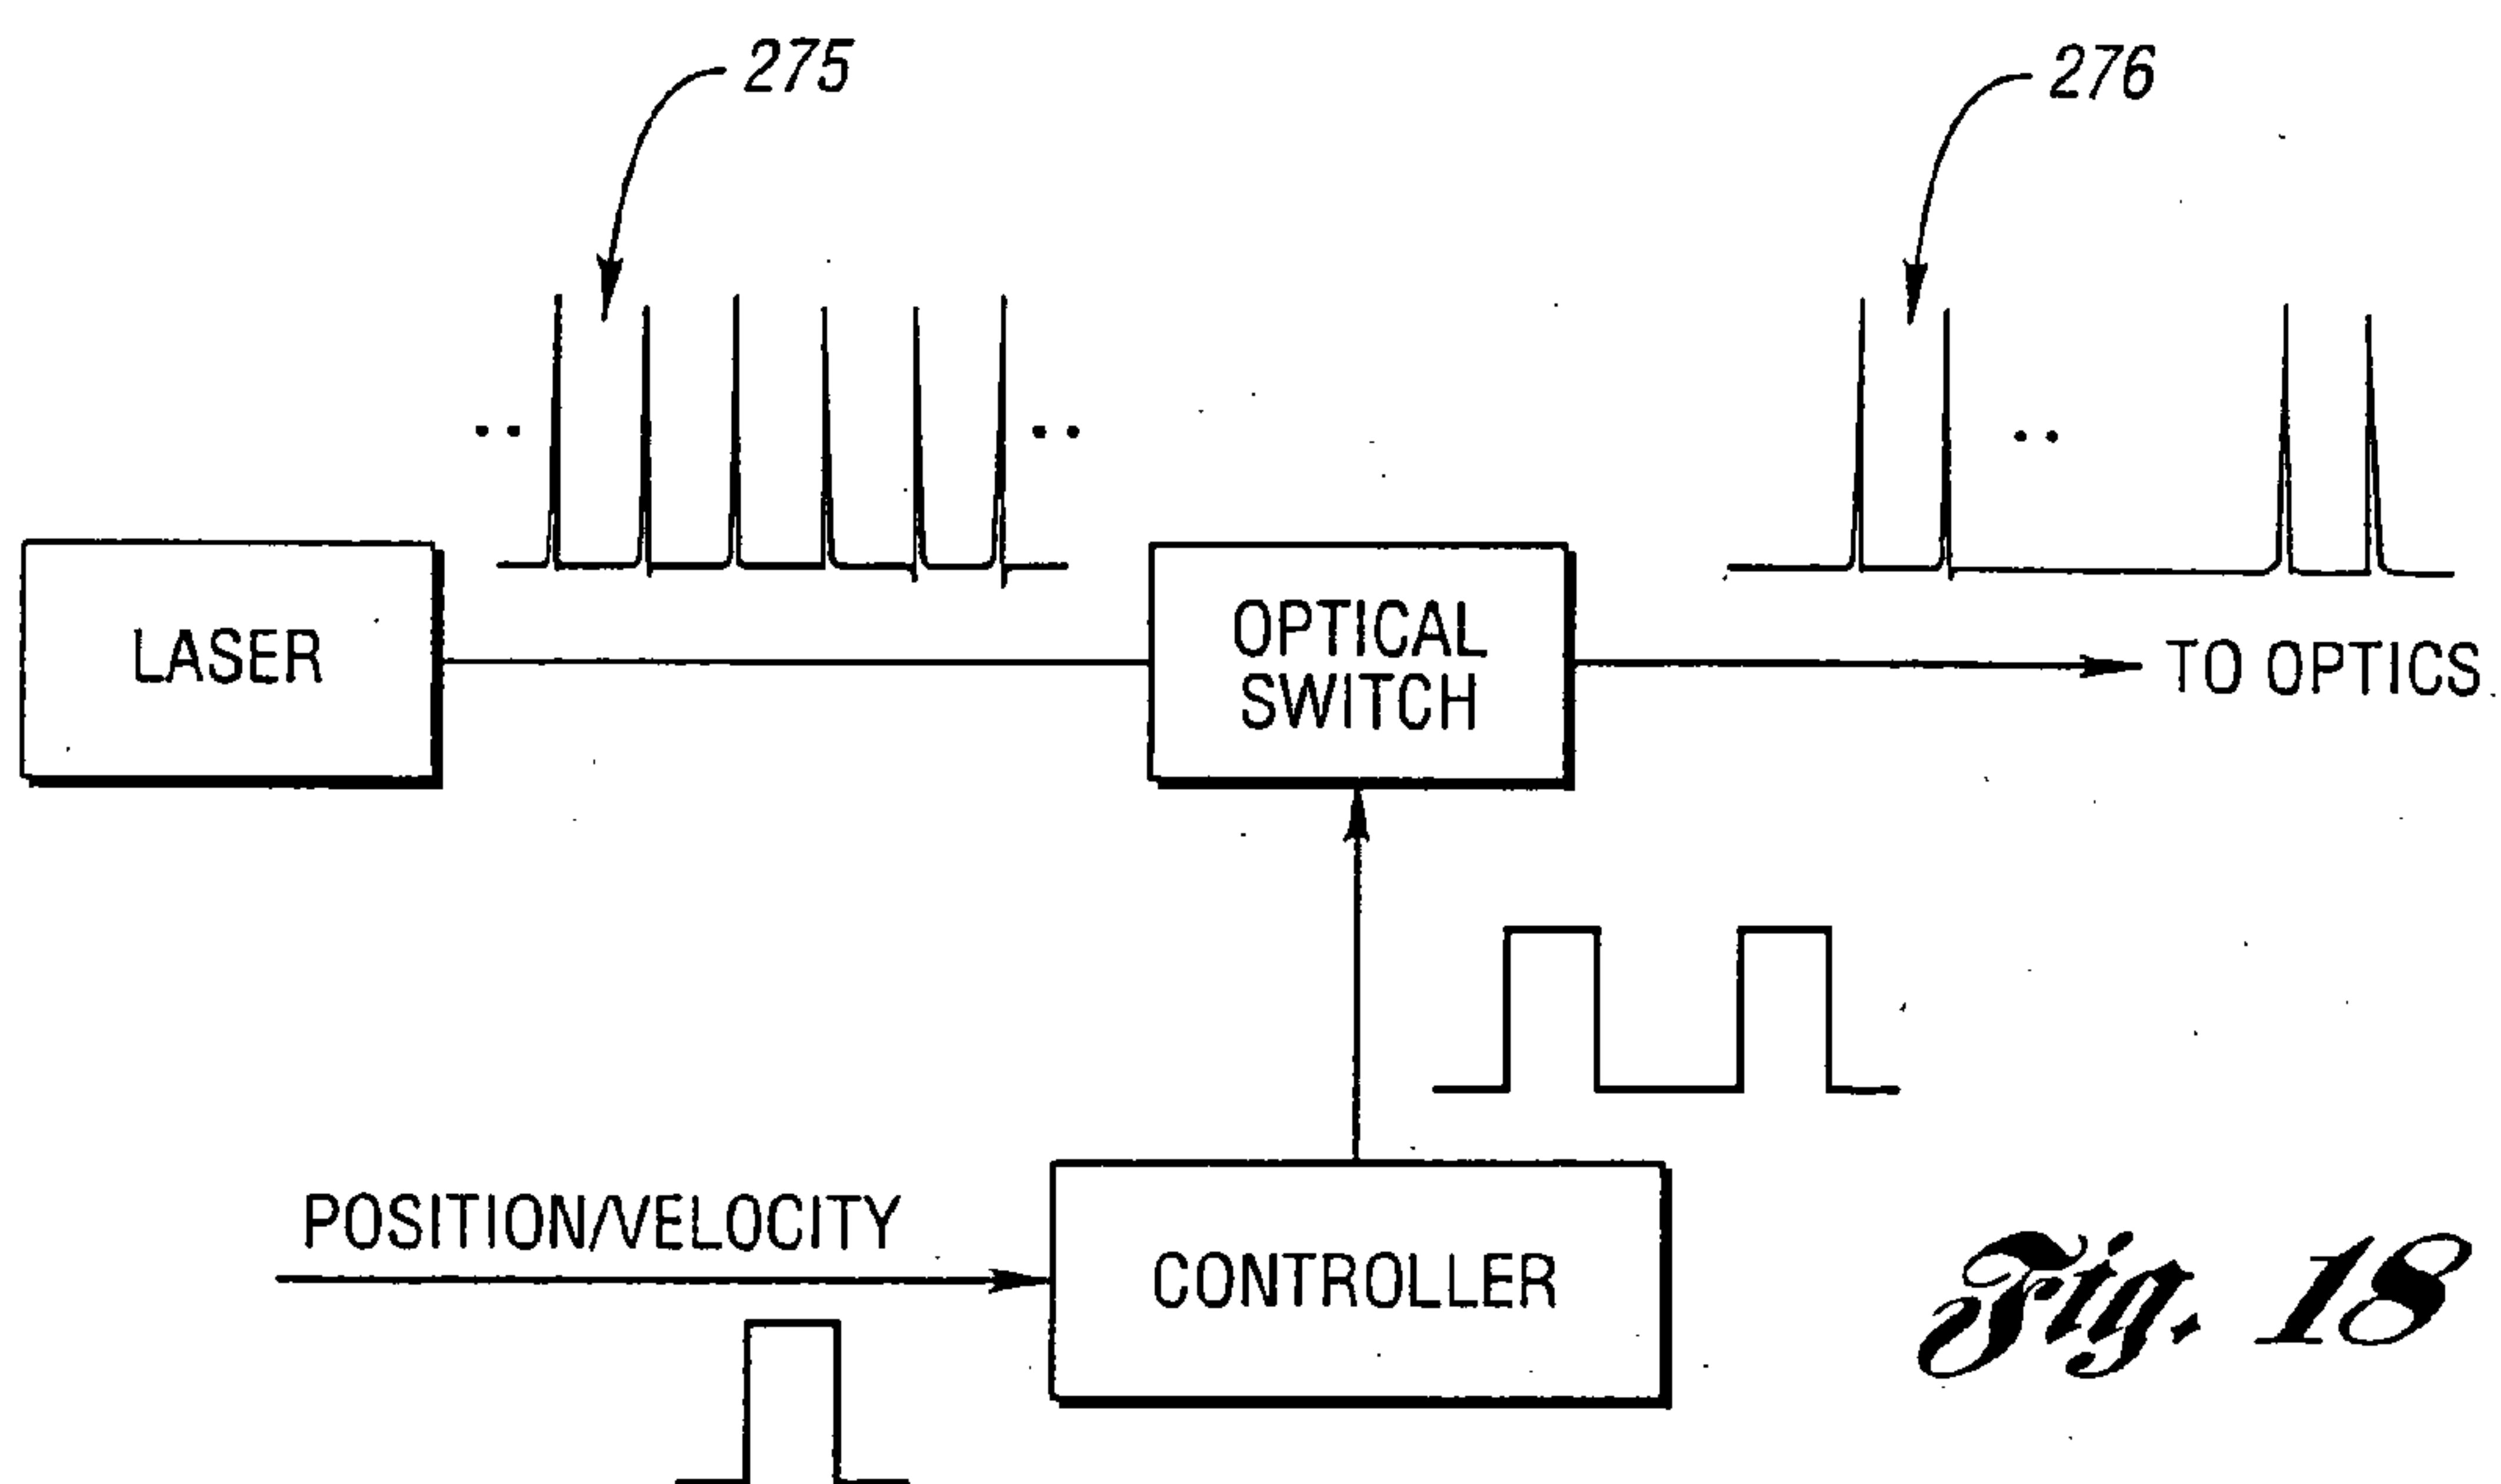 275
276
LASER
OPTICAL
SWITCH
TO OPTICS
POSITION/VELOCITY
CONTROLLER
Fig. 18